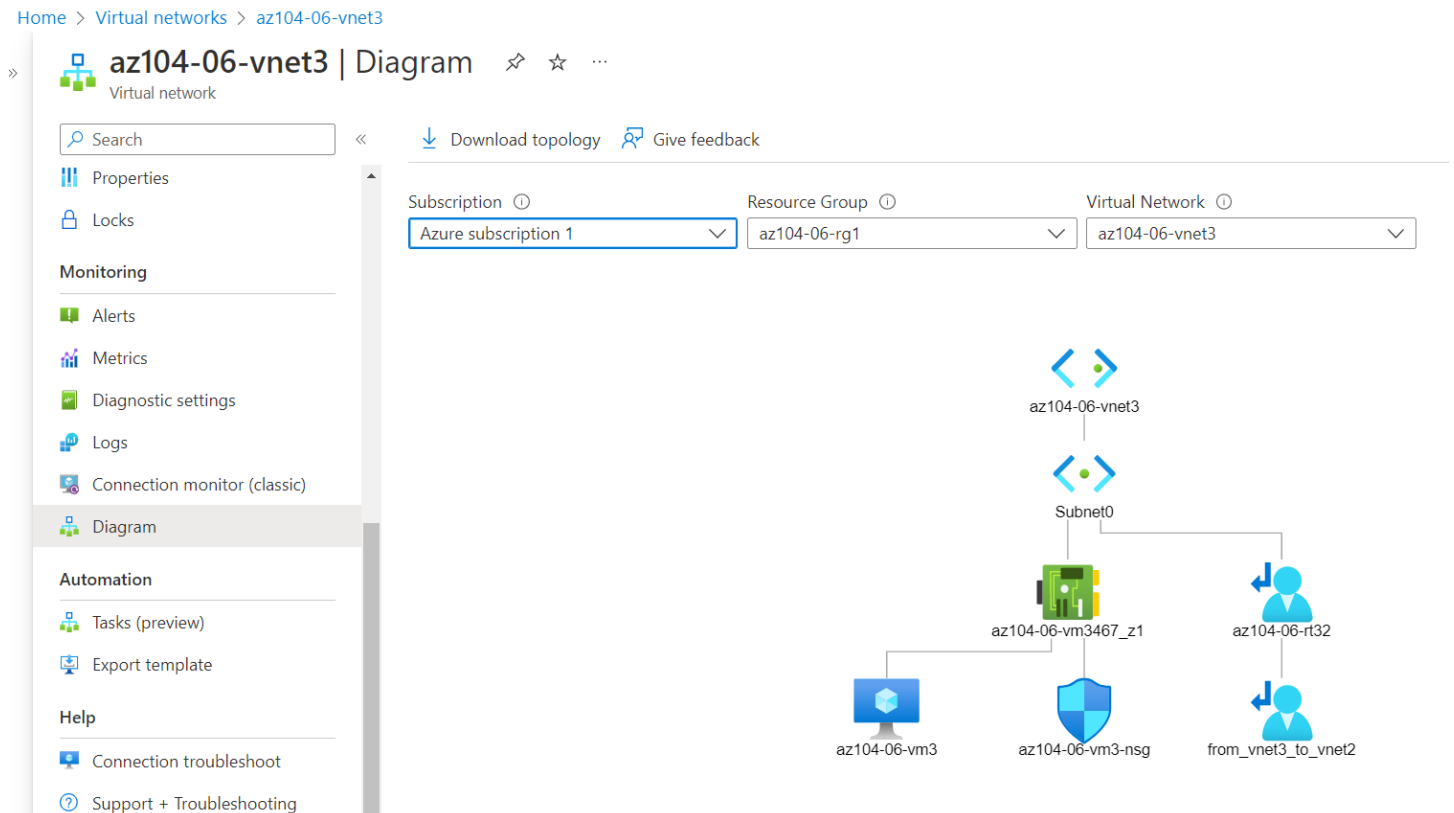 Home > Virtual networks > az104-06-vnet3
»
az104-06-vnet3 | Diagram ...
Virtual network
Search «
Properties
Locks
Monitoring
Alerts
Metrics
Diagnostic settings
Logs
Connection monitor (classic)
Diagram
Automation
Tasks (preview)
Export template
Help
Connection troubleshoot
Support + Troubleshooting
Download topology Give feedback
Subscription Resource Group Virtual Network
Azure subscription 1 az104-06-rg1 az104-06-vnet3
az104-06-vnet3
Subnet0
az104-06-vm3467_z1 az104-06-rt32
az104-06-vm3 az104-06-vm3-nsg from_vnet3_to_vnet2